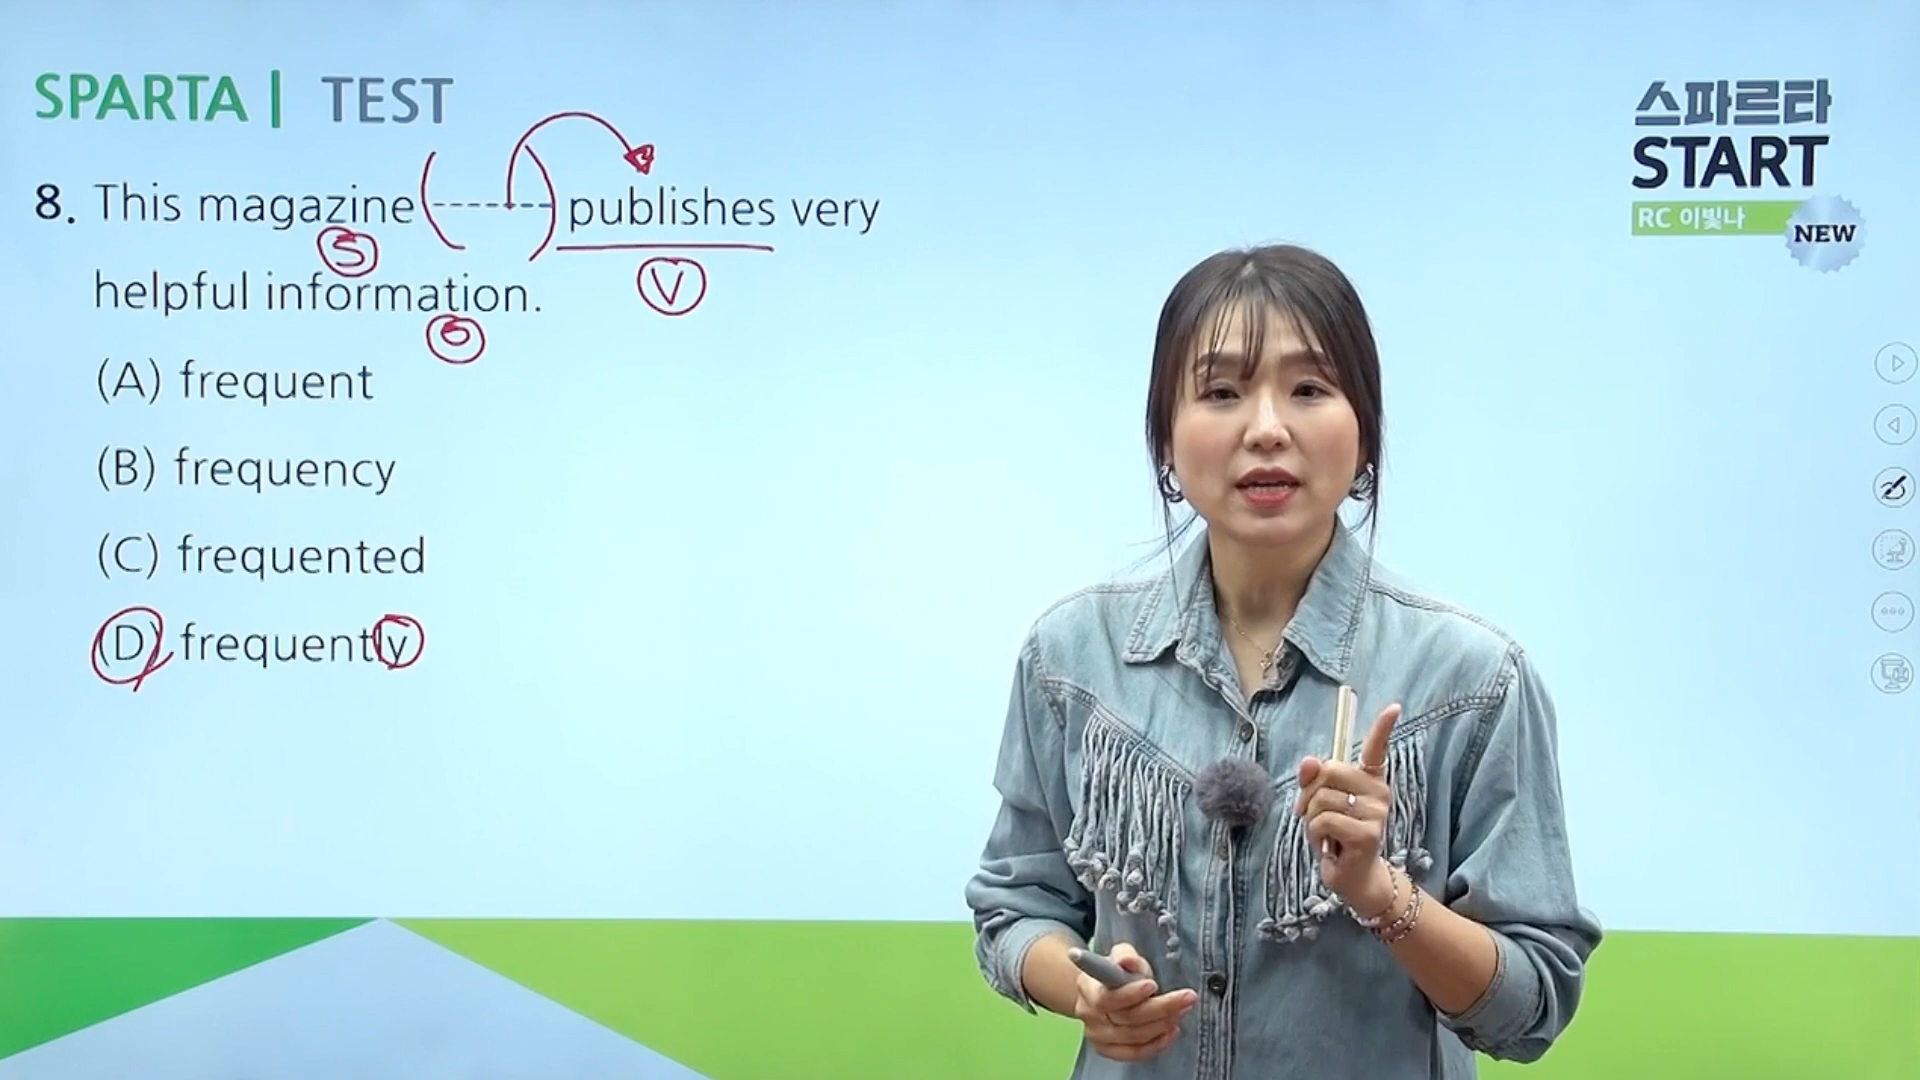 SPARTA | TEST
8. This magazine ------- publishes very
S
V
helpful information.
O
(A) frequent
(B) frequency
(C) frequented
(D) frequently
스파르타
START
RC 이빛나
NEW